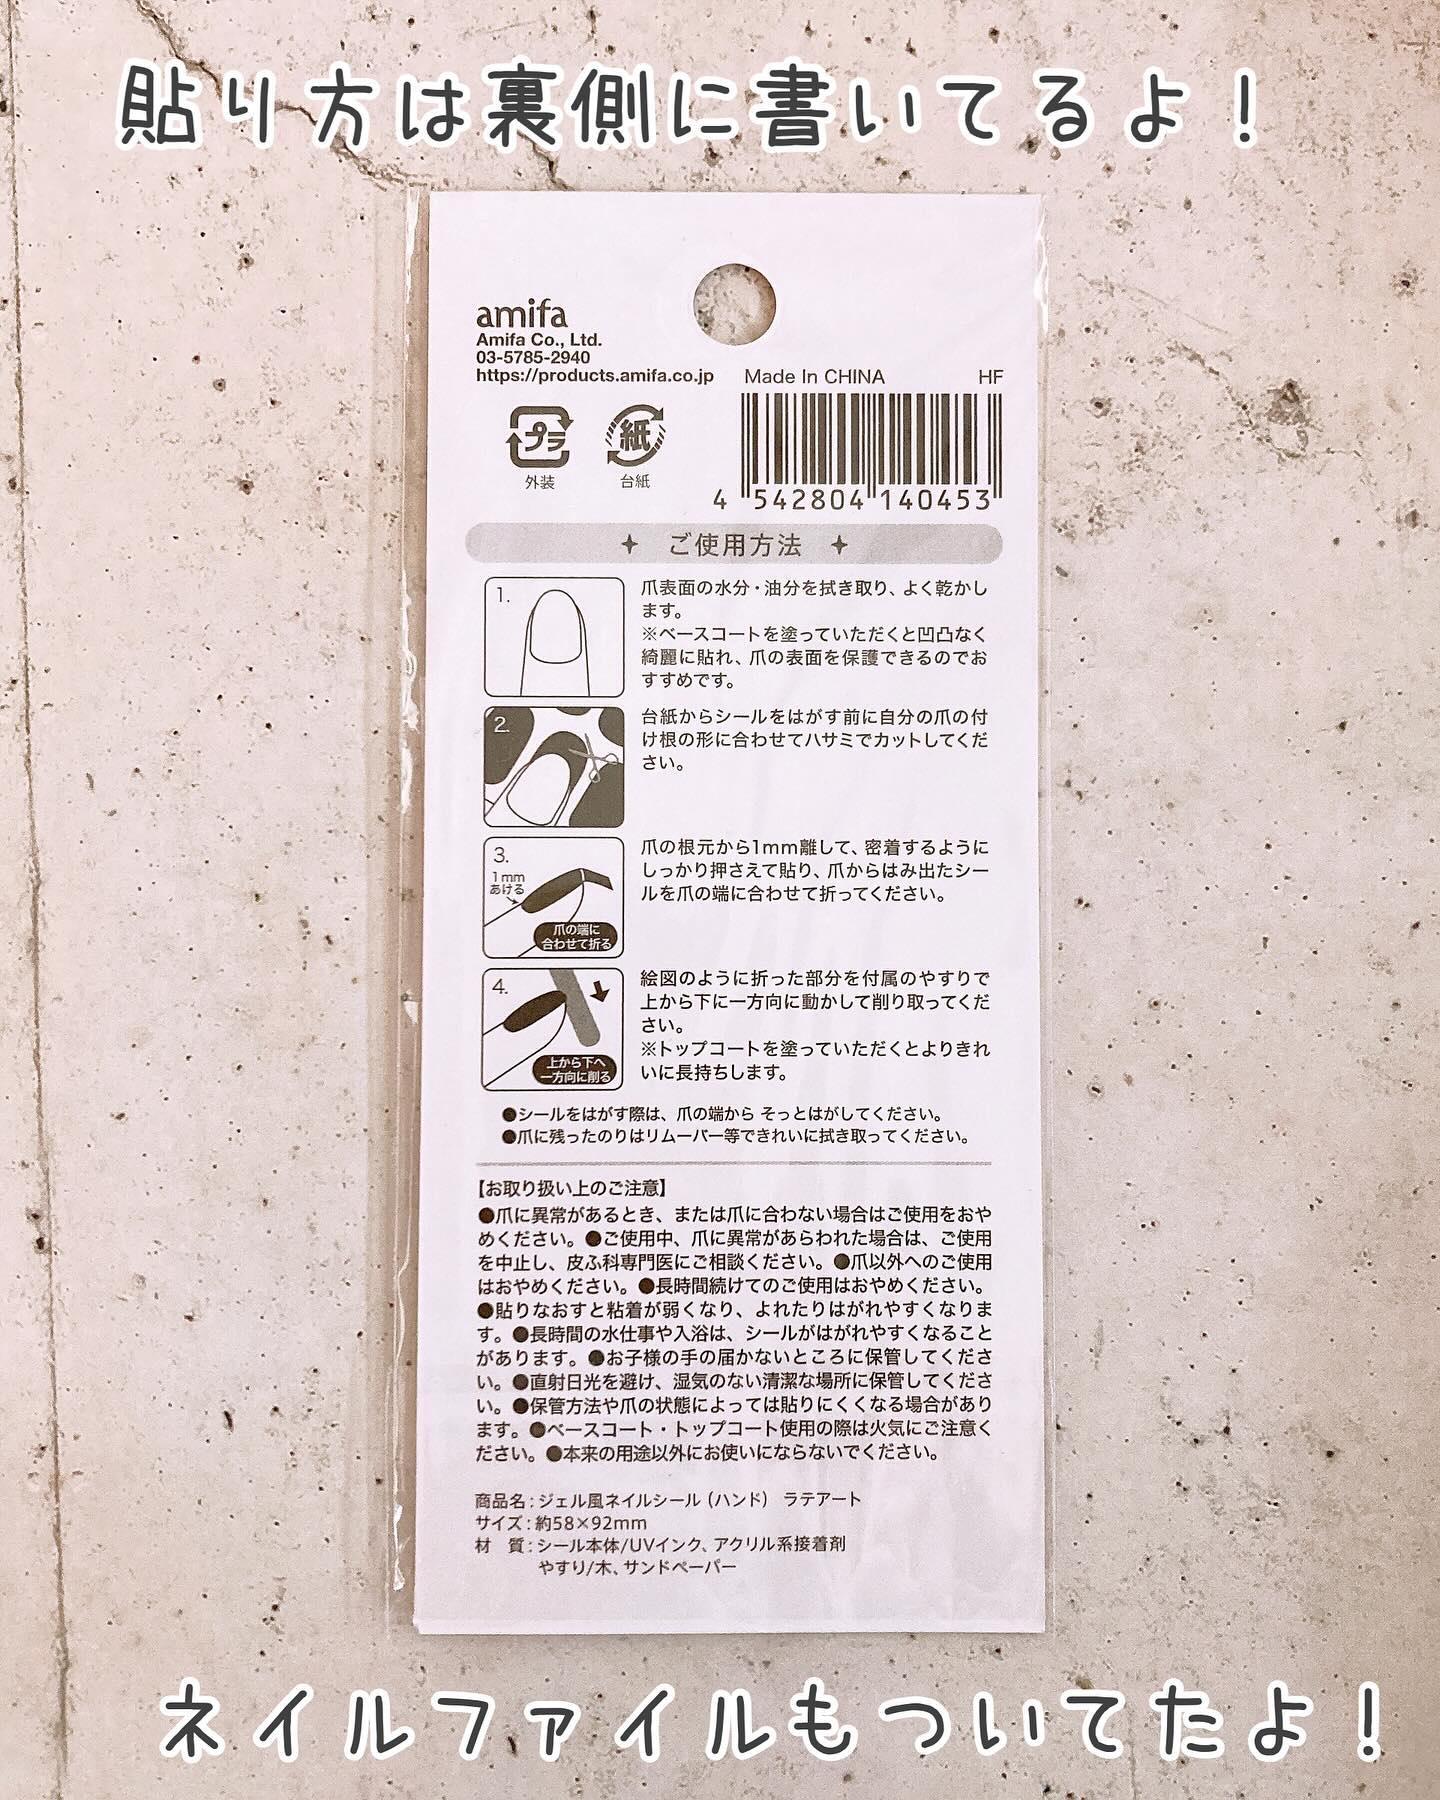 貼り方は裏側に書いてるよ！
amifa
Amifa Co., Ltd.
03-5785-2940
https://products.amifa.co.jp
Made In CHINA
HF
プラ
外装
紙
台紙
4 542804 140453
ご使用方法
1.
爪表面の水分・油分を拭き取り、よく乾かし
ます。
※ベースコートを塗っていただくと凹凸なく
綺麗に貼れ、爪の表面を保護できるのでお
すすめです。
2.
台紙からシールをはがす前に自分の爪の付
け根の形に合わせてハサミでカットしてくだ
さい。
3.
1mm
あける
爪の端に
合わせて折る
爪の根元から1mm離して、密着するように
しっかり押さえて貼り、爪からはみ出たシー
ルを爪の端に合わせて折ってください。
4.
上から下へ
一方向に削る
絵図のように折った部分を付属のやすりで
上から下に一方向に動かして削り取ってくだ
さい。
※トップコートを塗っていただくとよりきれ
いに長持ちします。
●シールをはがす際は、爪の端から そっとはがしてください。
●爪に残ったのりはリムーバー等できれいに拭き取ってください。
【お取り扱い上のご注意】
●爪に異常があるとき、または爪に合わない場合はご使用をおや
めください。●ご使用中、爪に異常があらわれた場合は、ご使用
を中止し、皮ふ科専門医にご相談ください。●爪以外へのご使用
はおやめください。●長時間続けてのご使用はおやめください。
●貼りなおすと粘着が弱くなり、よれたりはがれやすくなりま
す。●長時間の水仕事や入浴は、シールがはがれやすくなること
があります。●お子様の手の届かないところに保管してくださ
い。●直射日光を避け、湿気のない清潔な場所に保管してくださ
い。●保管方法や爪の状態によっては貼りにくくなる場合があり
ます。●ベースコート・トップコート使用の際は火気にご注意く
ださい。●本来の用途以外にお使いにならないでください。
商品名：ジェル風ネイルシール（ハンド） ラテアート
サイズ：約58×92mm
材　質：シール本体/UVインク、アクリル系接着剤
やすり/木、サンドペーパー
ネイルファイルもついてたよ！